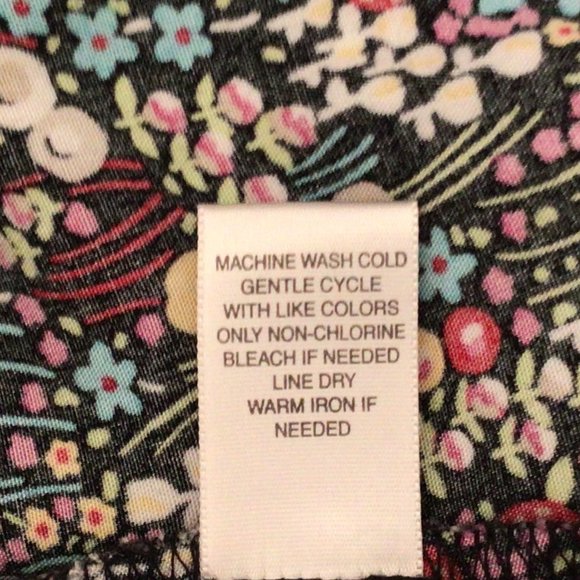 MACHINE WASH COLD
GENTLE CYCLE
WITH LIKE COLORS
ONLY NON-CHLORINE
BLEACH IF NEEDED
LINE DRY
WARM IRON IF
NEEDED